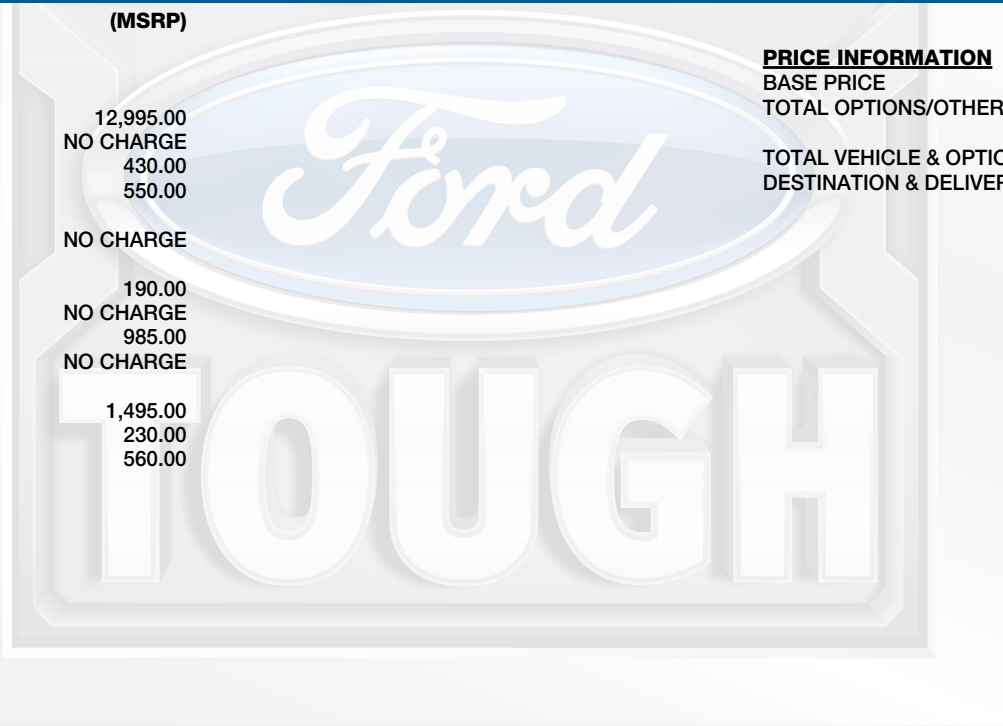 (MSRP)
12,995.00
NO CHARGE
430.00
550.00
NO CHARGE
190.00
NO CHARGE
985.00
NO CHARGE
1,495.00
230.00
560.00
PRICE INFORMATION
BASE PRICE
TOTAL OPTIONS/OTHER
TOTAL VEHICLE & OPTIO
DESTINATION & DELIVER
Ford
TOUGH